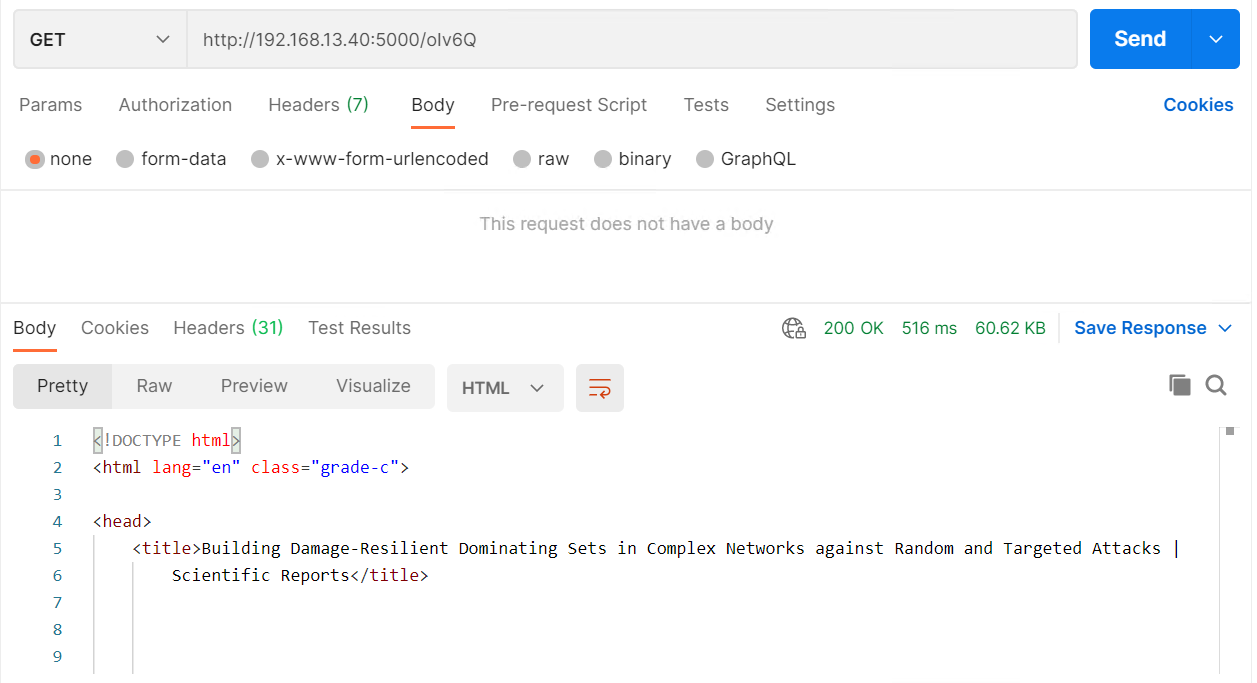 GET http://192.168.13.40:5000/oIv6Q Send
Params Authorization Headers (7) Body Pre-request Script Tests Settings Cookies
none form-data x-www-form-urlencoded raw binary GraphQL
This request does not have a body
Body Cookies Headers (31) Test Results 200 OK 516 ms 60.62 KB Save Response
Pretty Raw Preview Visualize HTML
1 <!DOCTYPE html>
2 <html lang="en" class="grade-c">
3
4 <head>
5 <title>Building Damage-Resilient Dominating Sets in Complex Networks against Random and Targeted Attacks |
6 Scientific Reports</title>
7
8
9